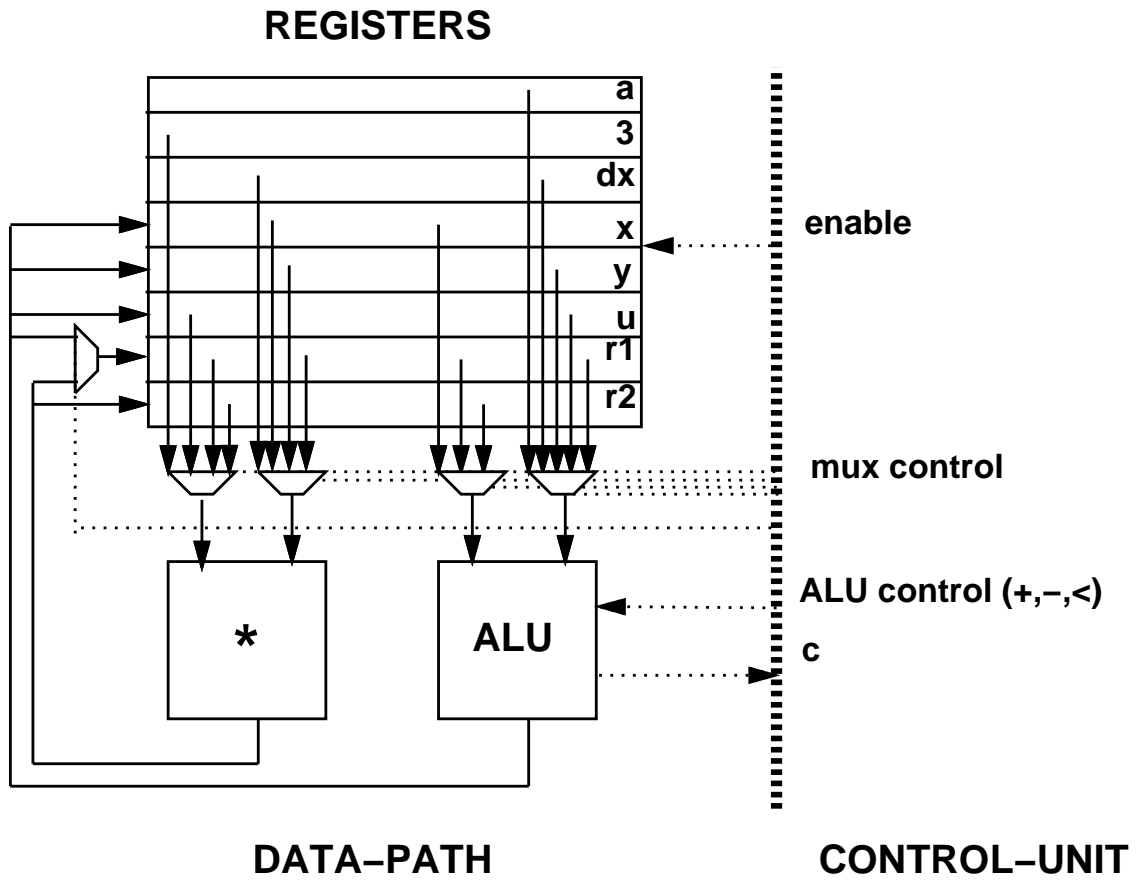 REGISTERS
a
3
dx
x
y
u
r1
r2
enable
mux control
ALU control (+,−,<)
c
*
ALU
DATA−PATH
CONTROL−UNIT